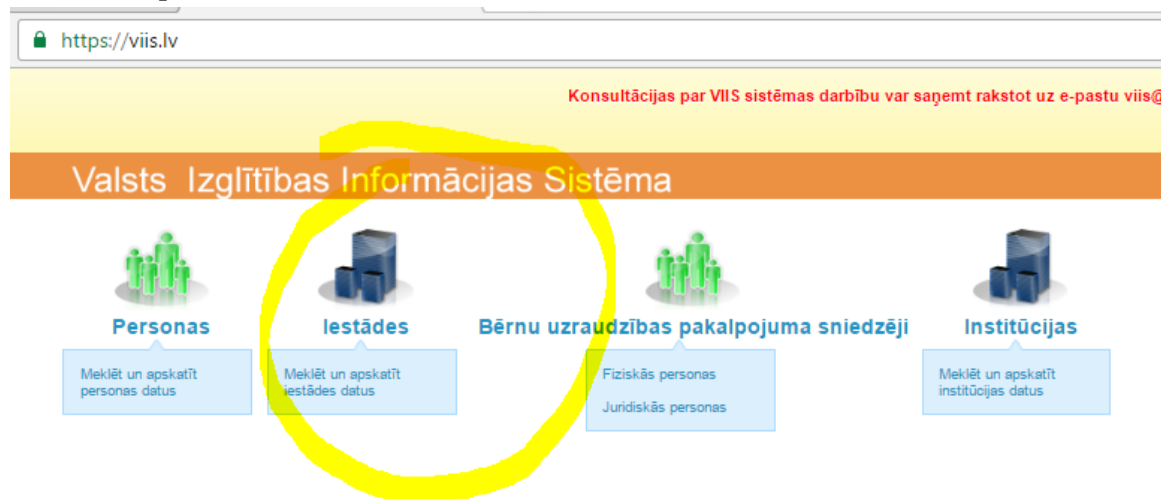 https://viis.lv
Konsultācijas par VIIS sistēmas darbību var saņemt rakstot uz e-pastu viis@
Valsts Izglītības Informācijas Sistēma
Personas
Meklēt un apskatīt
personas datus
Iestādes
Meklēt un apskatīt
iestādes datus
Bērnu uzraudzības pakalpojuma sniedzēji
Fiziskās personas
Juridiskās personas
Institūcijas
Meklēt un apskatīt
institūcijas datus